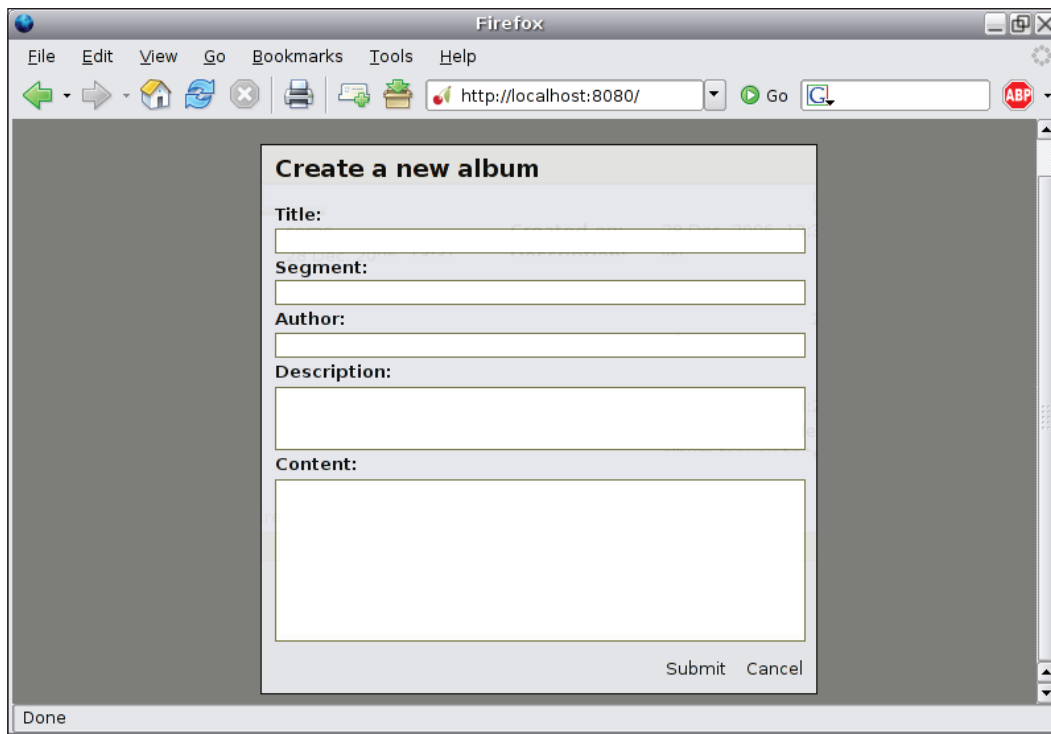 Firefox
File Edit View Go Bookmarks Tools Help
http://localhost:8080/ Go G ABP
Create a new album
Title:
Segment:
Author:
Description:
Content:
Submit Cancel
Done